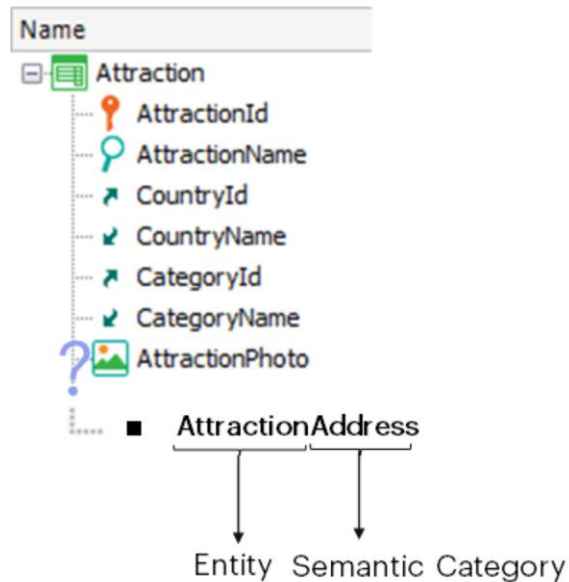 Name
Attraction
AttractionId
AttractionName
CountryId
CountryName
CategoryId
CategoryName
? AttractionPhoto
AttractionAddress
Entity Semantic Category